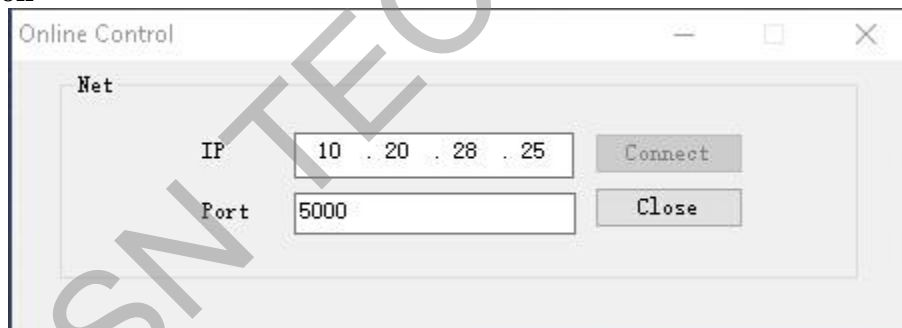 Online Control
Net
IP 10 . 20 . 28 . 25 Connect
Port 5000 Close
SN TEC